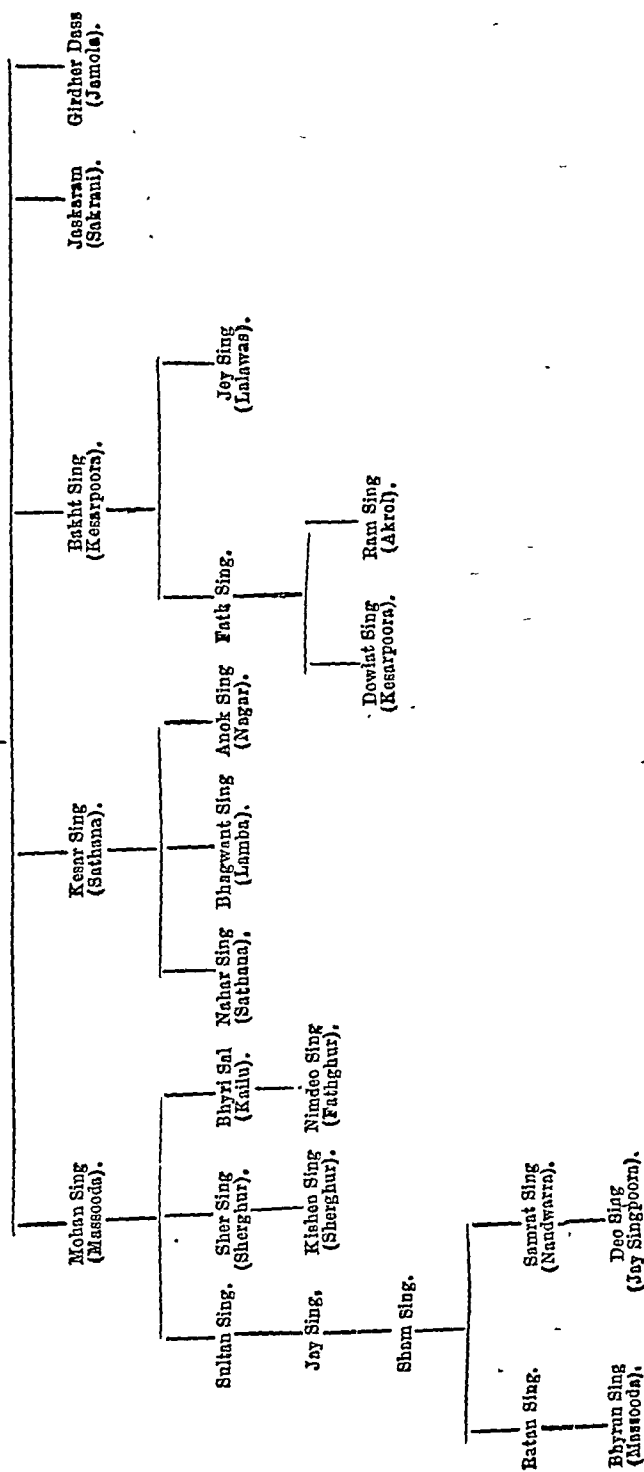 Mohan Sing
(Massooda).
Kesar Sing
(Sathana).
Bakht Sing
(Kesarpoora).
Jaskaram
(Sakrani).
Girdher Dass
(Jamola).
Sultan Sing.
Sher Sing
(Sherghur).
Bhyri Sal
(Kailu).
Nahar Sing
(Sathana).
Bhagwant Sing
(Lamba).
Anok Sing
(Nagar).
Fath Sing.
Jey Sing
(Lalawas).
Jay Sing.
Kishen Sing
(Sherghur).
Nimdeo Sing
(Fathghur).
Dowlat Sing
(Kesarpoora).
Ram Sing
(Akrol).
Sham Sing.
Ratan Sing.
Samrat Sing
(Nandwarra).
Bhyrun Sing
(Massooda).
Deo Sing
(Jay Singpoora).